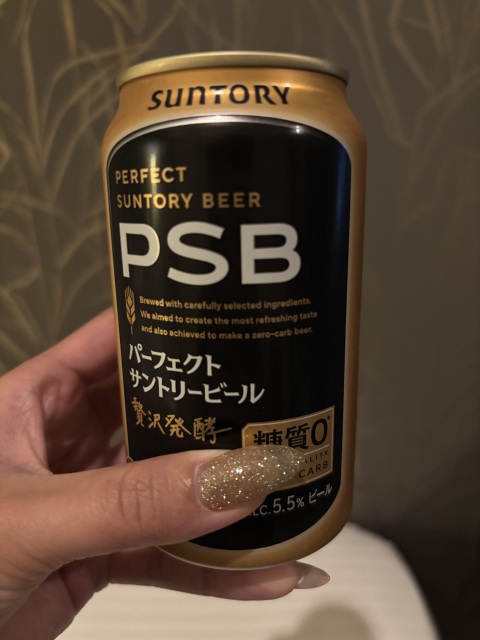 SUNTORY
PERFECT
SUNTORY BEER
PSB
Brewed with carefully selected ingredients.
We aimed to create the most refreshing taste
and also achieved to make a zero-carb beer.
パーフェクト
サントリービール
贅沢発酵
糖質0
CARB
5.5% ビール